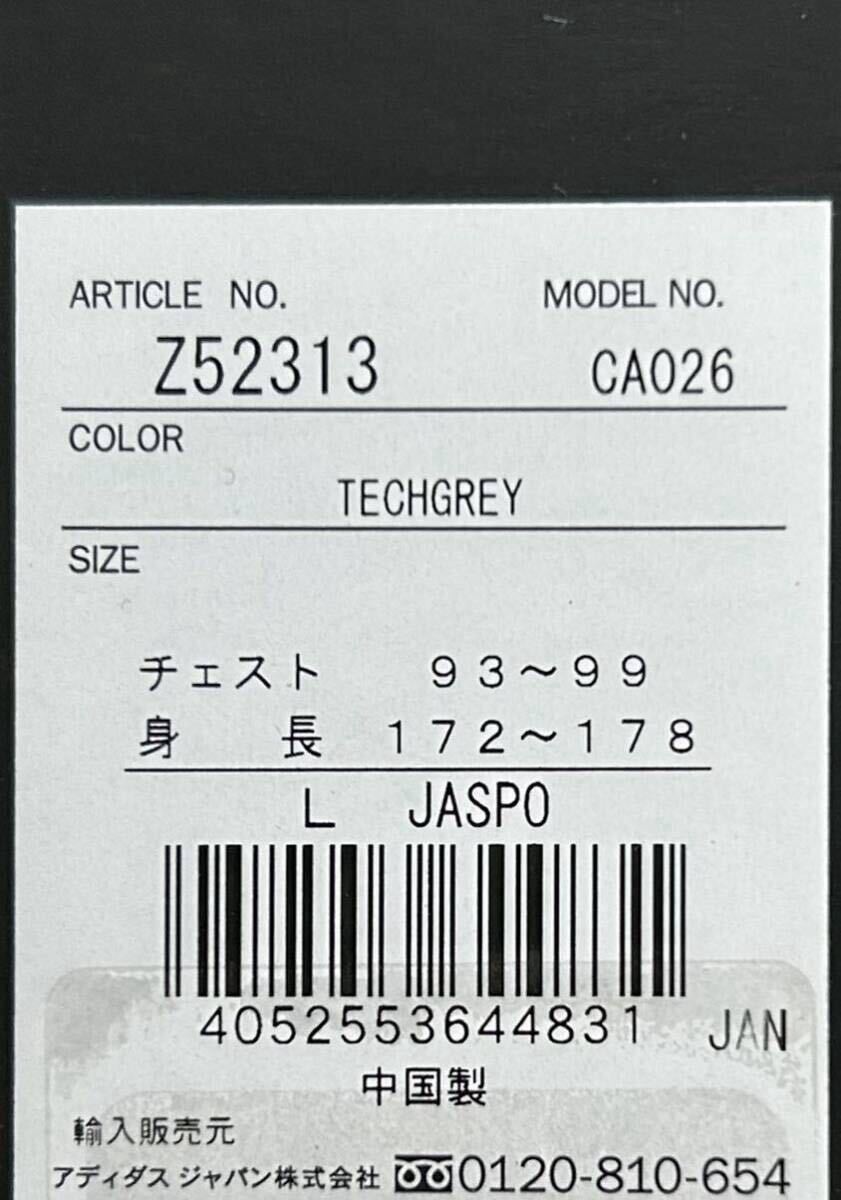 ARTICLE NO. MODEL NO.
Z52313 CA026
COLOR
TECHGREY
SIZE
チェスト 93～99
身長 172～178
L JASPO
4052553644831 JAN
中国製
輸入販売元
アディダス ジャパン株式会社 0120-810-654